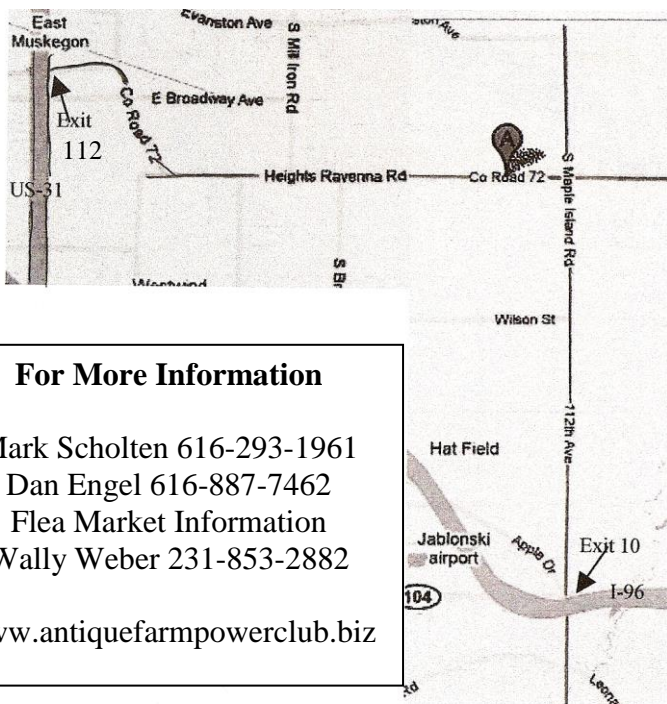 East
Muskegon
Evanston Ave
S Mill Iron Rd
E Broadway Ave
Exit
112
Co Road 72
US-31
Heights Ravenna Rd
A
Co Road 72
S Maple Island Rd
Wilson St
112th Ave
Hat Field
Jablonski
airport
Apple Dr
Exit 10
104
I-96
Rd
For More Information
Mark Scholten 616-293-1961
Dan Engel 616-887-7462
Flea Market Information
Wally Weber 231-853-2882
www.antiquefarmpowerclub.biz